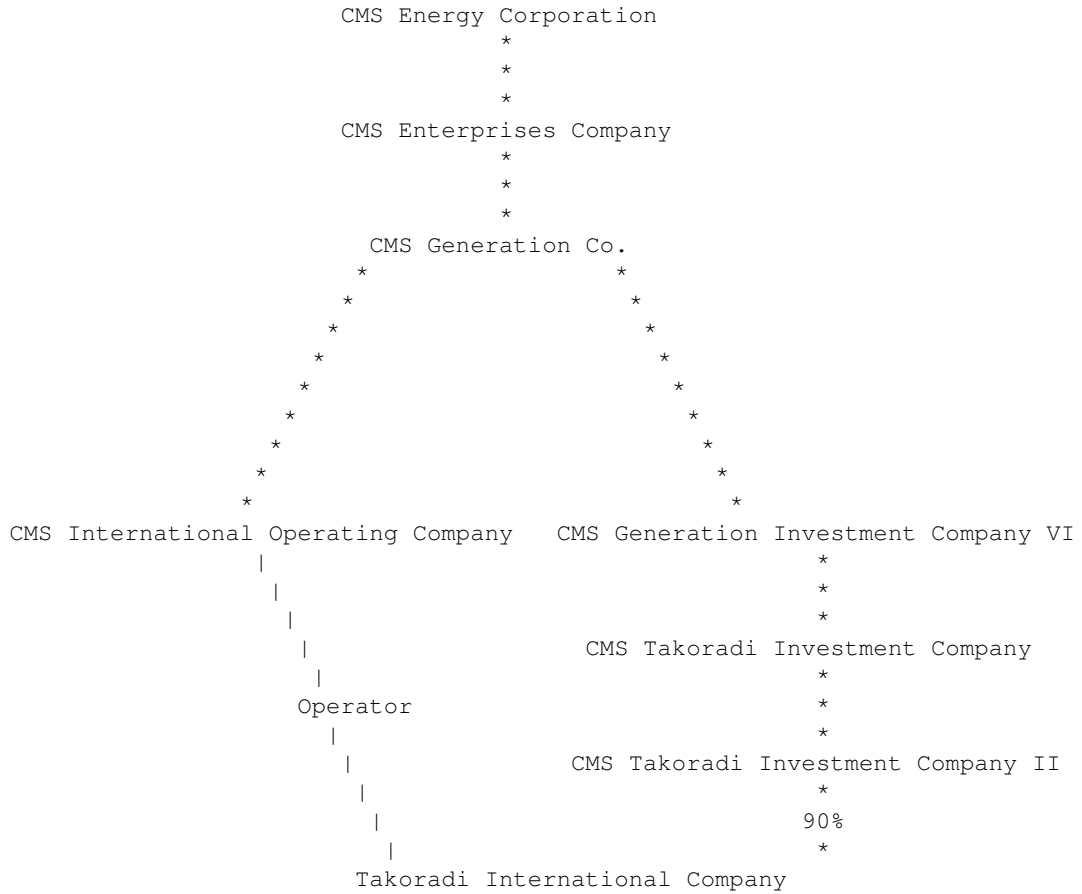 CMS Energy Corporation
*
*
*
CMS Enterprises Company
*
*
*
CMS Generation Co.
* *
* *
* *
* *
* *
* *
* *
* *
* *
CMS International Operating Company CMS Generation Investment Company VI
| *
| *
| *
| CMS Takoradi Investment Company
| *
Operator *
| *
| CMS Takoradi Investment Company II
| *
| 90%
| *
Takoradi International Company